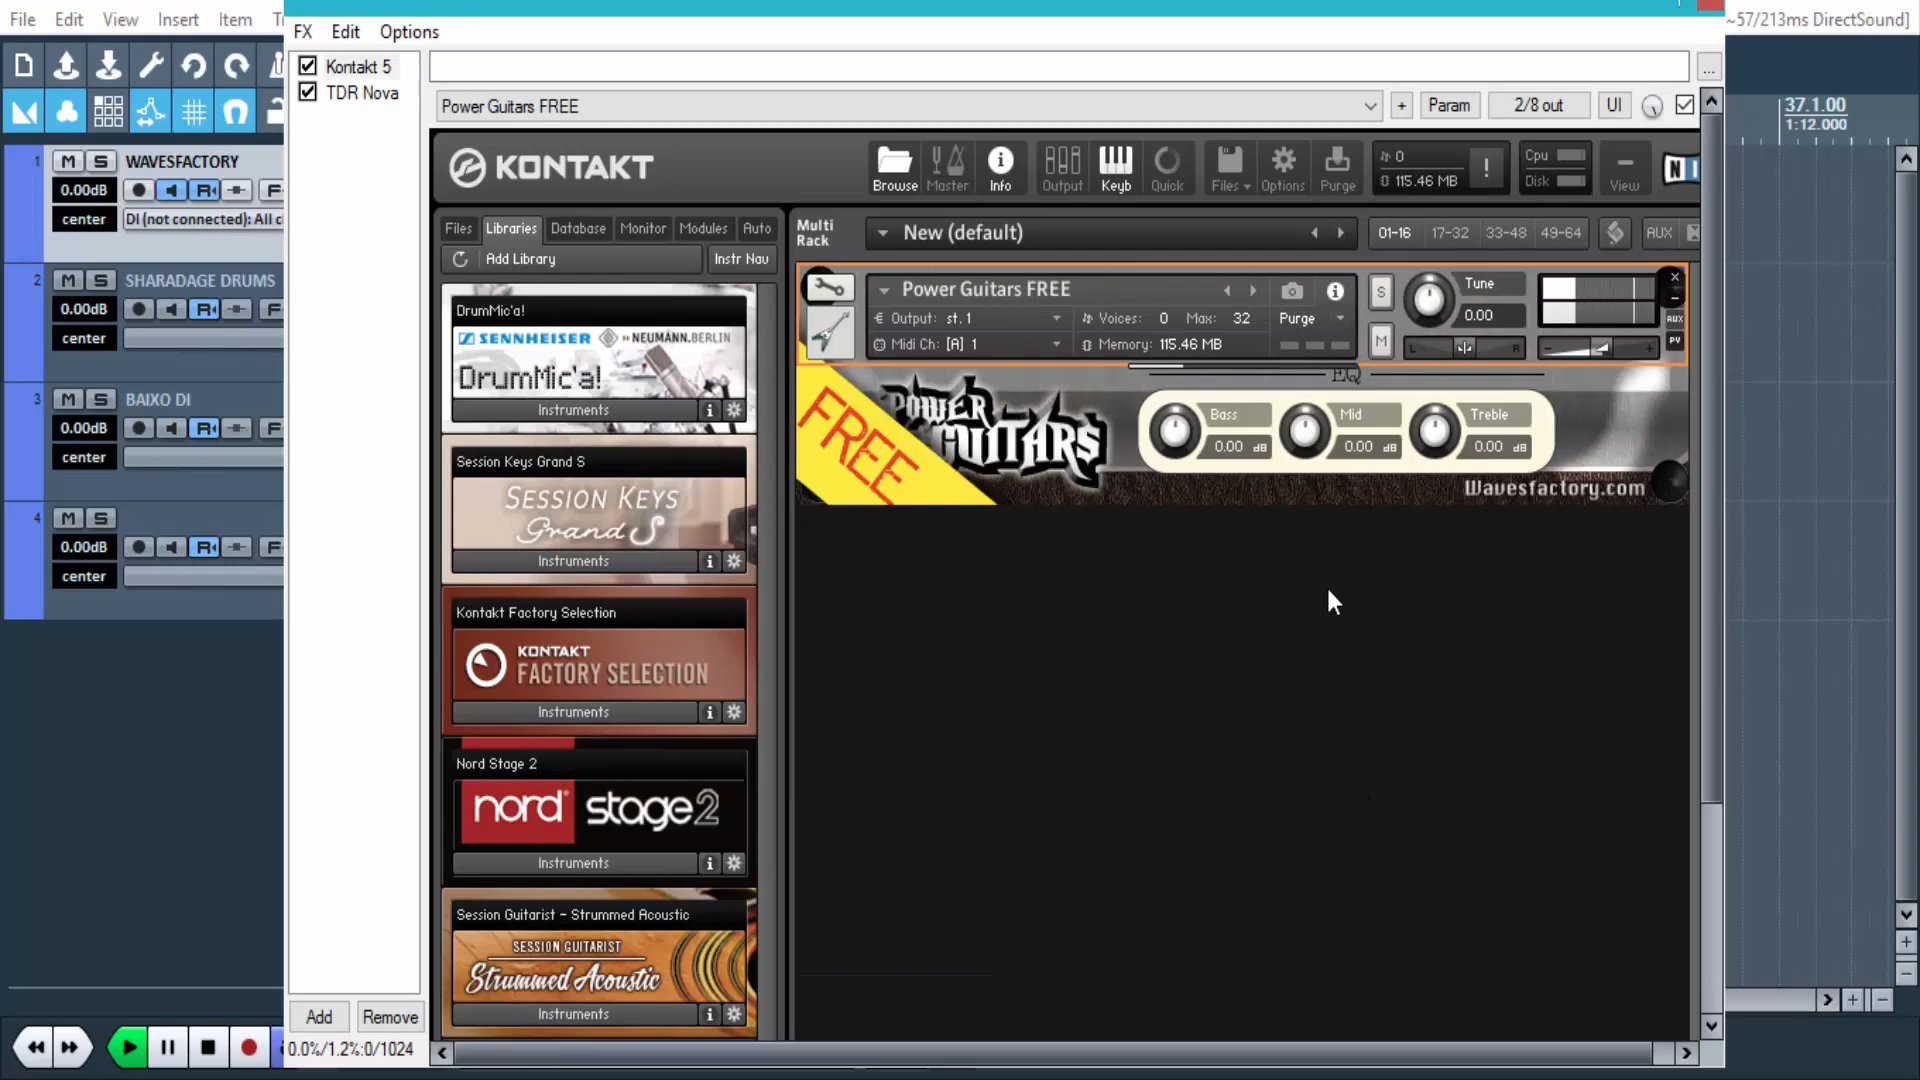 File Edit View Insert Item
~57/213ms DirectSound]
FX Edit Options
Kontakt 5
TDR Nova
Power Guitars FREE
+ Param 2/8 out UI
37.1.00
1:12.000
1 M S WAVESFACTORY
0.00dB
center DI (not connected): All c
2 M S SHARADAGE DRUMS
0.00dB
center
3 M S BAIXO DI
0.00dB
center
4 M S
0.00dB
center
KONTAKT
Browse Master Info Output Keyb Quick Files Options Purge
0
115.46 MB
!
Cpu
Disk
View
NI
Files Libraries Database Monitor Modules Auto
Add Library Instr Nav
Multi
Rack
New (default)
01-16 17-32 33-48 49-64 AUX
Power Guitars FREE
Output: st.1 Voices: 0 Max: 32 Purge
Midi Ch: [A] 1 Memory: 115.46 MB
S
M
Tune
0.00
L R
AUX
PV
FREE
POWER
GUITARS
EQ
Bass
0.00 dB
Mid
0.00 dB
Treble
0.00 dB
Wavesfactory.com
DrumMic'a!
SENNHEISER NEUMANN.BERLIN
DrumMic'a!
Instruments
Session Keys Grand S
SESSION KEYS
Grand S
Instruments
Kontakt Factory Selection
KONTAKT
FACTORY SELECTION
Instruments
Nord Stage 2
nord stage2
Instruments
Session Guitarist - Strummed Acoustic
SESSION GUITARIST
Strummed Acoustic
Instruments
Add Remove
0.0%/1.2%:0/1024